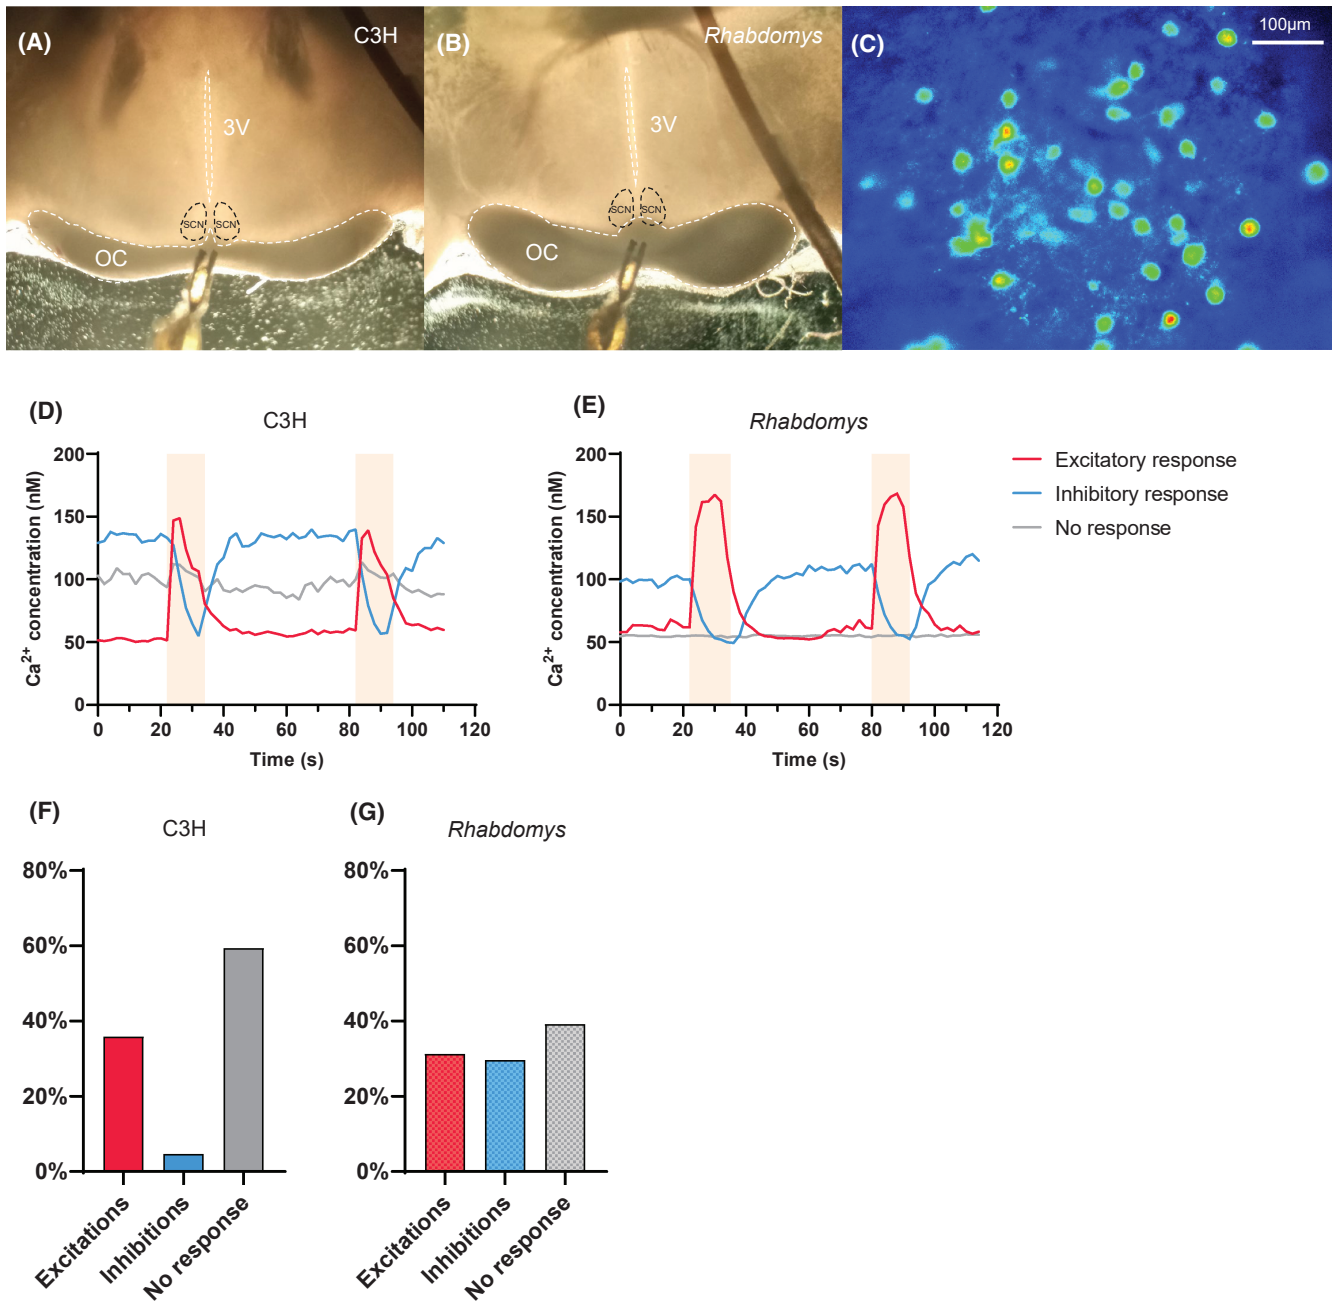 (A)
C3H
3V
SCN SCN
OC
(B)
Rhabdomys
3V
SCN SCN
OC
(C)
100µm
(D)
C3H
Ca2+ concentration (nM)
200
150
100
50
0
0 20 40 60 80 100 120
Time (s)
(E)
Rhabdomys
Ca2+ concentration (nM)
200
150
100
50
0
0 20 40 60 80 100 120
Time (s)
Excitatory response
Inhibitory response
No response
(F)
C3H
80%
60%
40%
20%
0%
Excitations
Inhibitions
No response
(G)
Rhabdomys
80%
60%
40%
20%
0%
Excitations
Inhibitions
No response